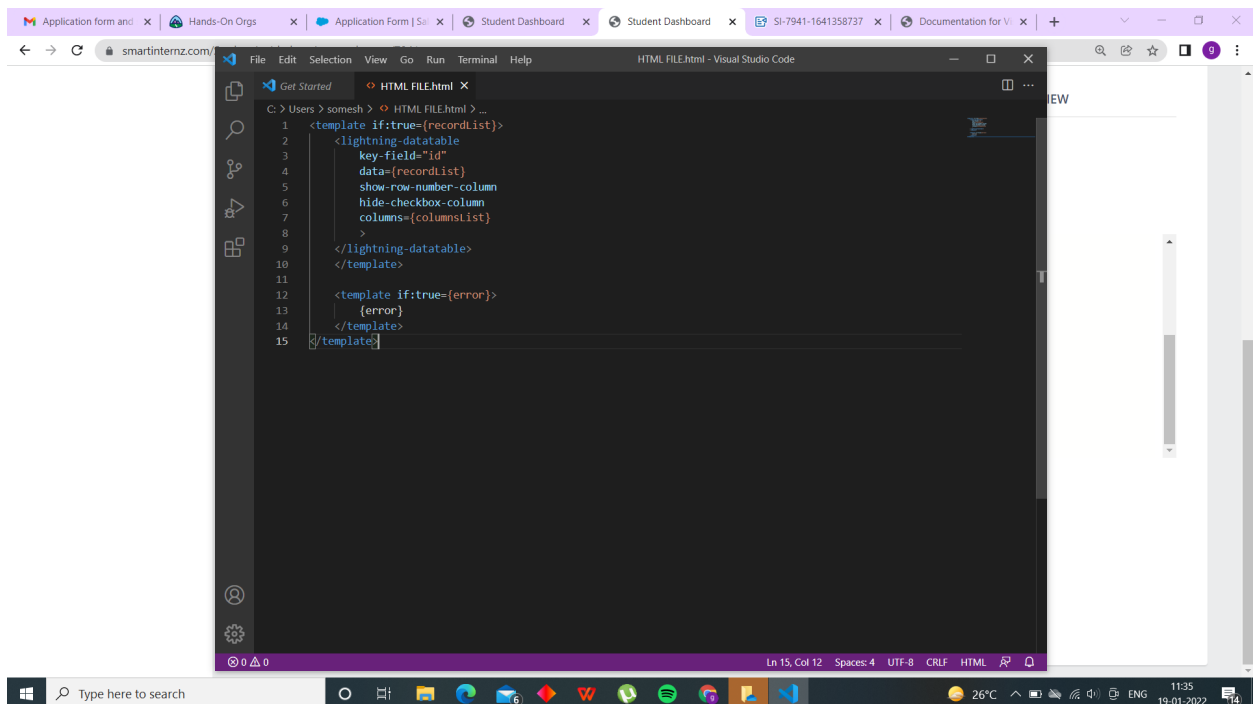 Application form and
Hands-On Orgs
Application Form | Sal
Student Dashboard
Student Dashboard
SI-7941-1641358737
Documentation for Vi
smartinternz.com/
g
File Edit Selection View Go Run Terminal Help
HTML FILE.html - Visual Studio Code
Get Started
HTML FILE.html
IEW
C: > Users > somesh > HTML FILE.html > ...
1 <template if:true={recordList}>
2 <lightning-datatable
3 key-field="id"
4 data={recordList}
5 show-row-number-column
6 hide-checkbox-column
7 columns={columnsList}
8 >
9 </lightning-datatable>
10 </template>
11
12 <template if:true={error}>
13 {error}
14 </template>
15 </template>
T
0 0 Ln 15, Col 12 Spaces: 4 UTF-8 CRLF HTML
Type here to search
6
g
26°C
ENG
11:35
19-01-2022
14